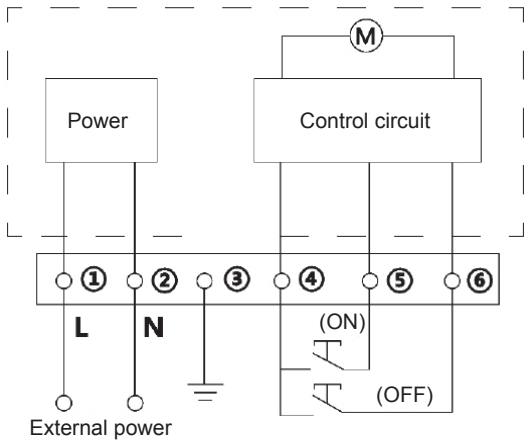 M
Power
Control circuit
① ② ③ ④ ⑤ ⑥
L N
(ON)
(OFF)
External power